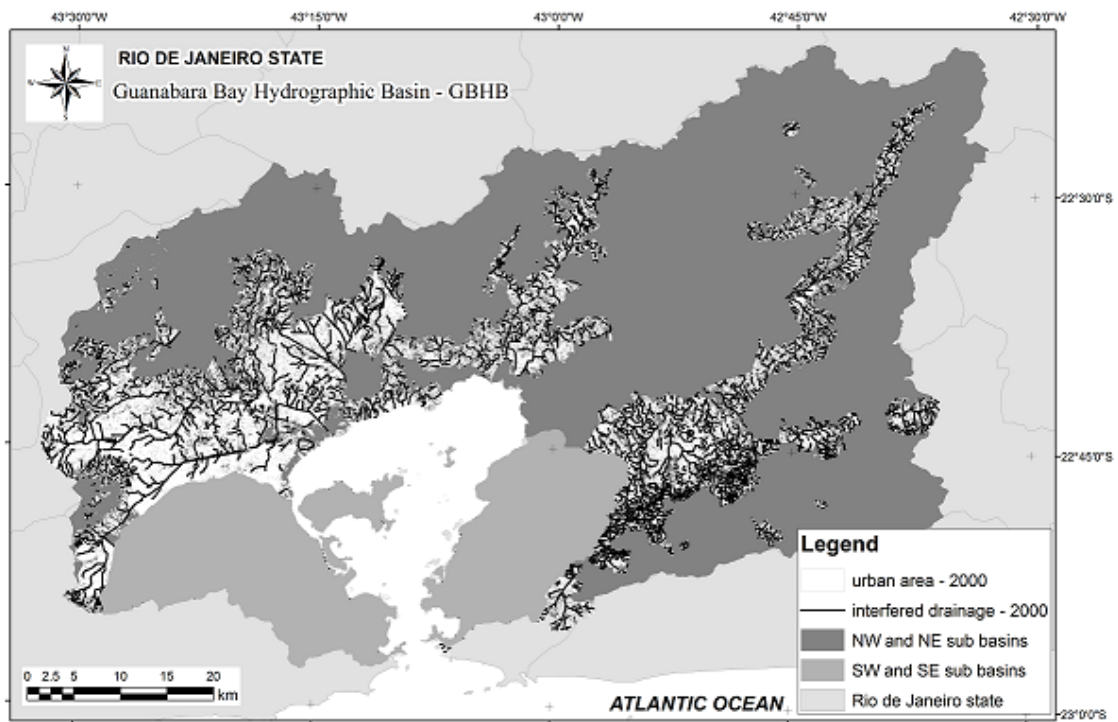 43°30'0"W 43°15'0"W 43°0'0"W 42°45'0"W 42°30'0"W
N
W E
S
RIO DE JANEIRO STATE
Guanabara Bay Hydrographic Basin - GBHB
22°30'0"S
22°45'0"S
23°0'0"S
Legend
urban area - 2000
interfered drainage - 2000
NW and NE sub basins
SW and SE sub basins
Rio de Janeiro state
0 2.5 5 10 15 20
km
ATLANTIC OCEAN